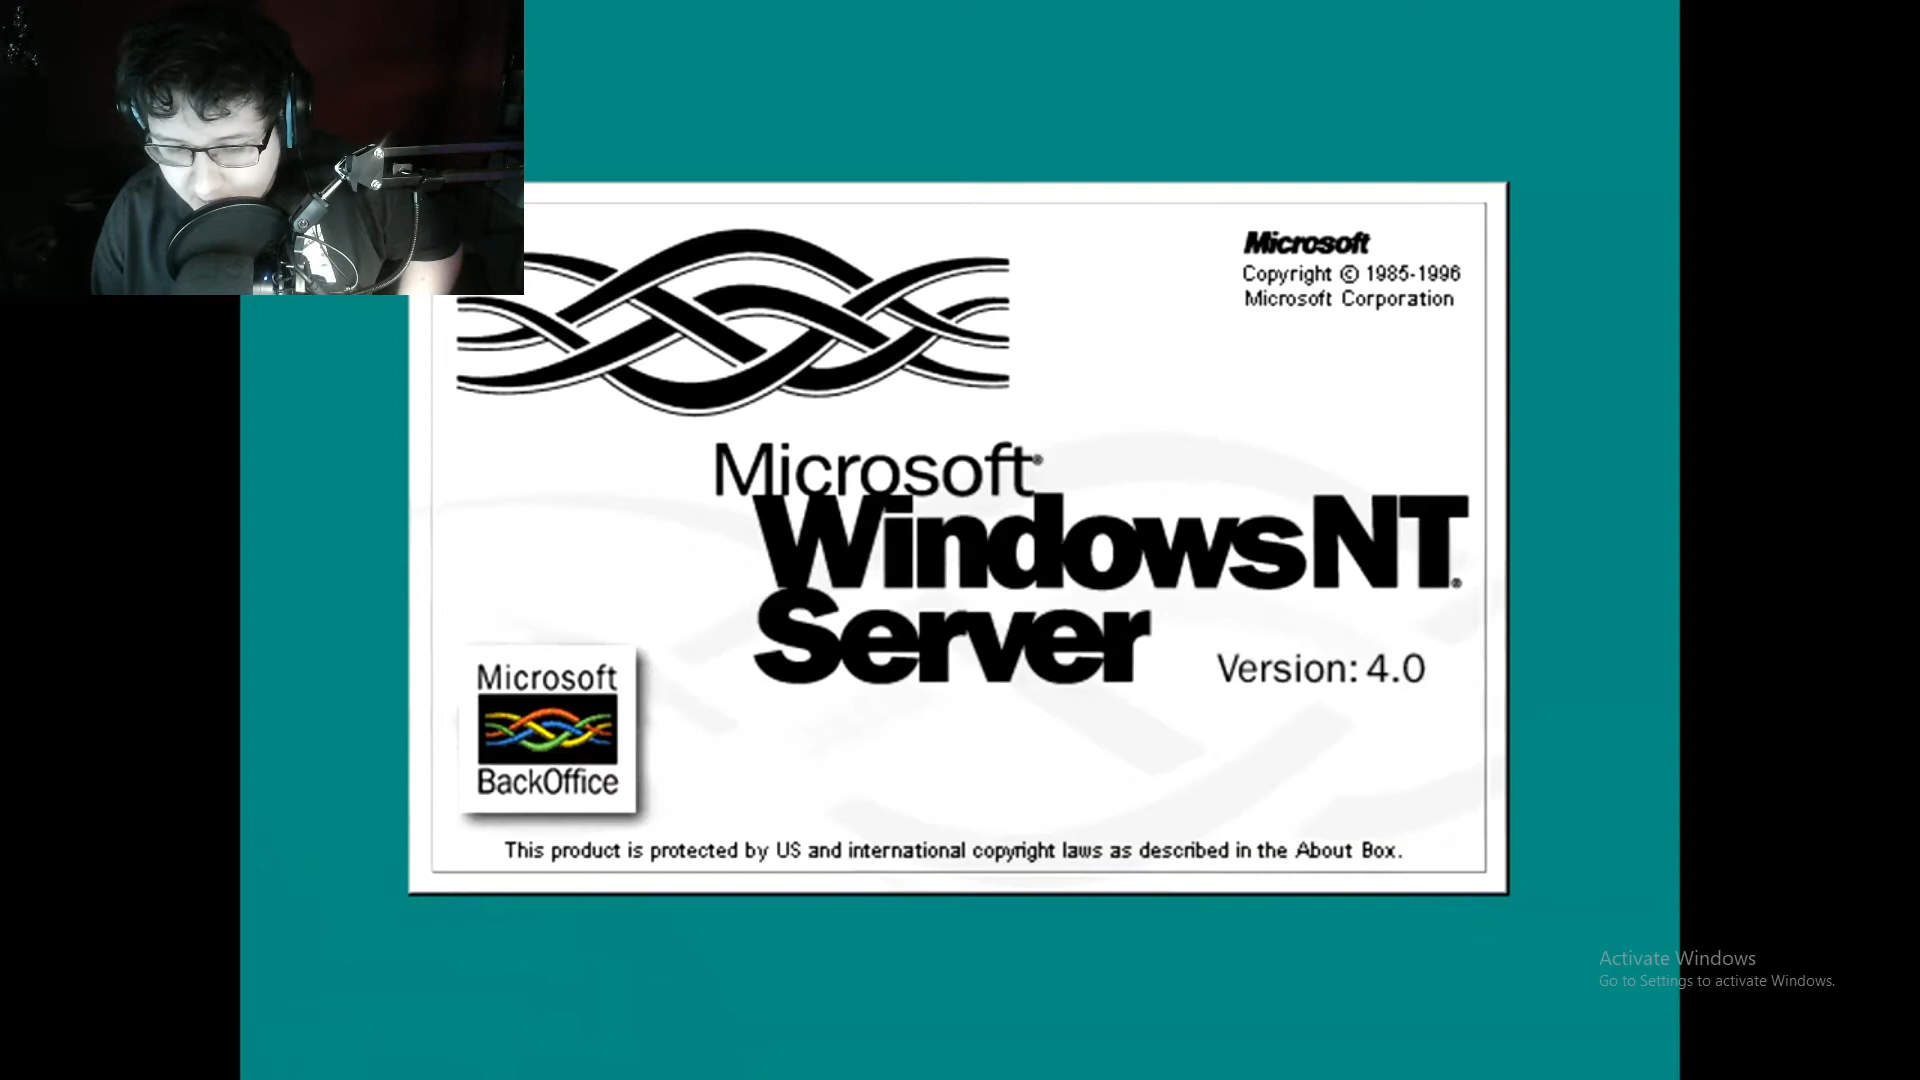 Microsoft
Copyright © 1985-1996
Microsoft Corporation
Microsoft®
Windows NT®
Server
Version: 4.0
Microsoft
BackOffice
This product is protected by US and international copyright laws as described in the About Box.
Activate Windows
Go to Settings to activate Windows.